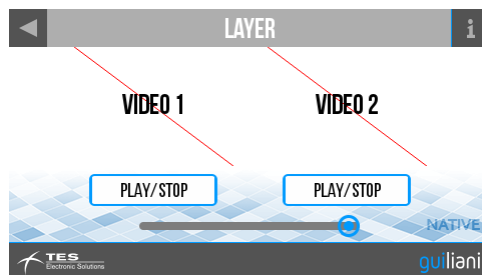 LAYER
i
VIDEO 1
VIDEO 2
PLAY/STOP
PLAY/STOP
NATIVE
TES
Electronic Solutions
guiliani